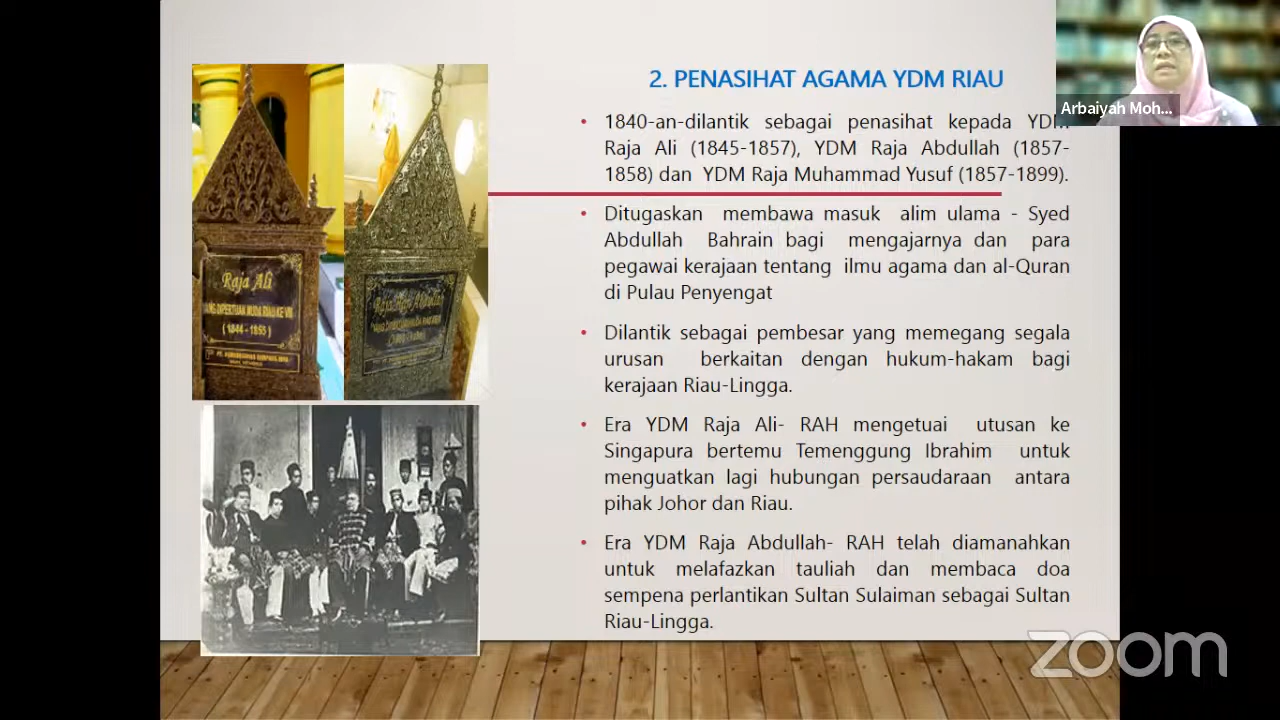 2. PENASIHAT AGAMA YDM RIAU
• 1840-an-dilantik sebagai penasihat kepada YDM
Raja Ali (1845-1857), YDM Raja Abdullah (1857-
1858) dan YDM Raja Muhammad Yusuf (1857-1899).
• Ditugaskan membawa masuk alim ulama - Syed
Abdullah Bahrain bagi mengajarnya dan para
pegawai kerajaan tentang ilmu agama dan al-Quran
di Pulau Penyengat
• Dilantik sebagai pembesar yang memegang segala
urusan berkaitan dengan hukum-hakam bagi
kerajaan Riau-Lingga.
• Era YDM Raja Ali- RAH mengetuai utusan ke
Singapura bertemu Temenggung Ibrahim untuk
menguatkan lagi hubungan persaudaraan antara
pihak Johor dan Riau.
• Era YDM Raja Abdullah- RAH telah diamanahkan
untuk melafazkan tauliah dan membaca doa
sempena perlantikan Sultan Sulaiman sebagai Sultan
Riau-Lingga.
Raja Ali
YANG DIPERTUAN MUDA RIAU KE VIII
(1844 - 1855)
Arbaiyah Moh...
zoom